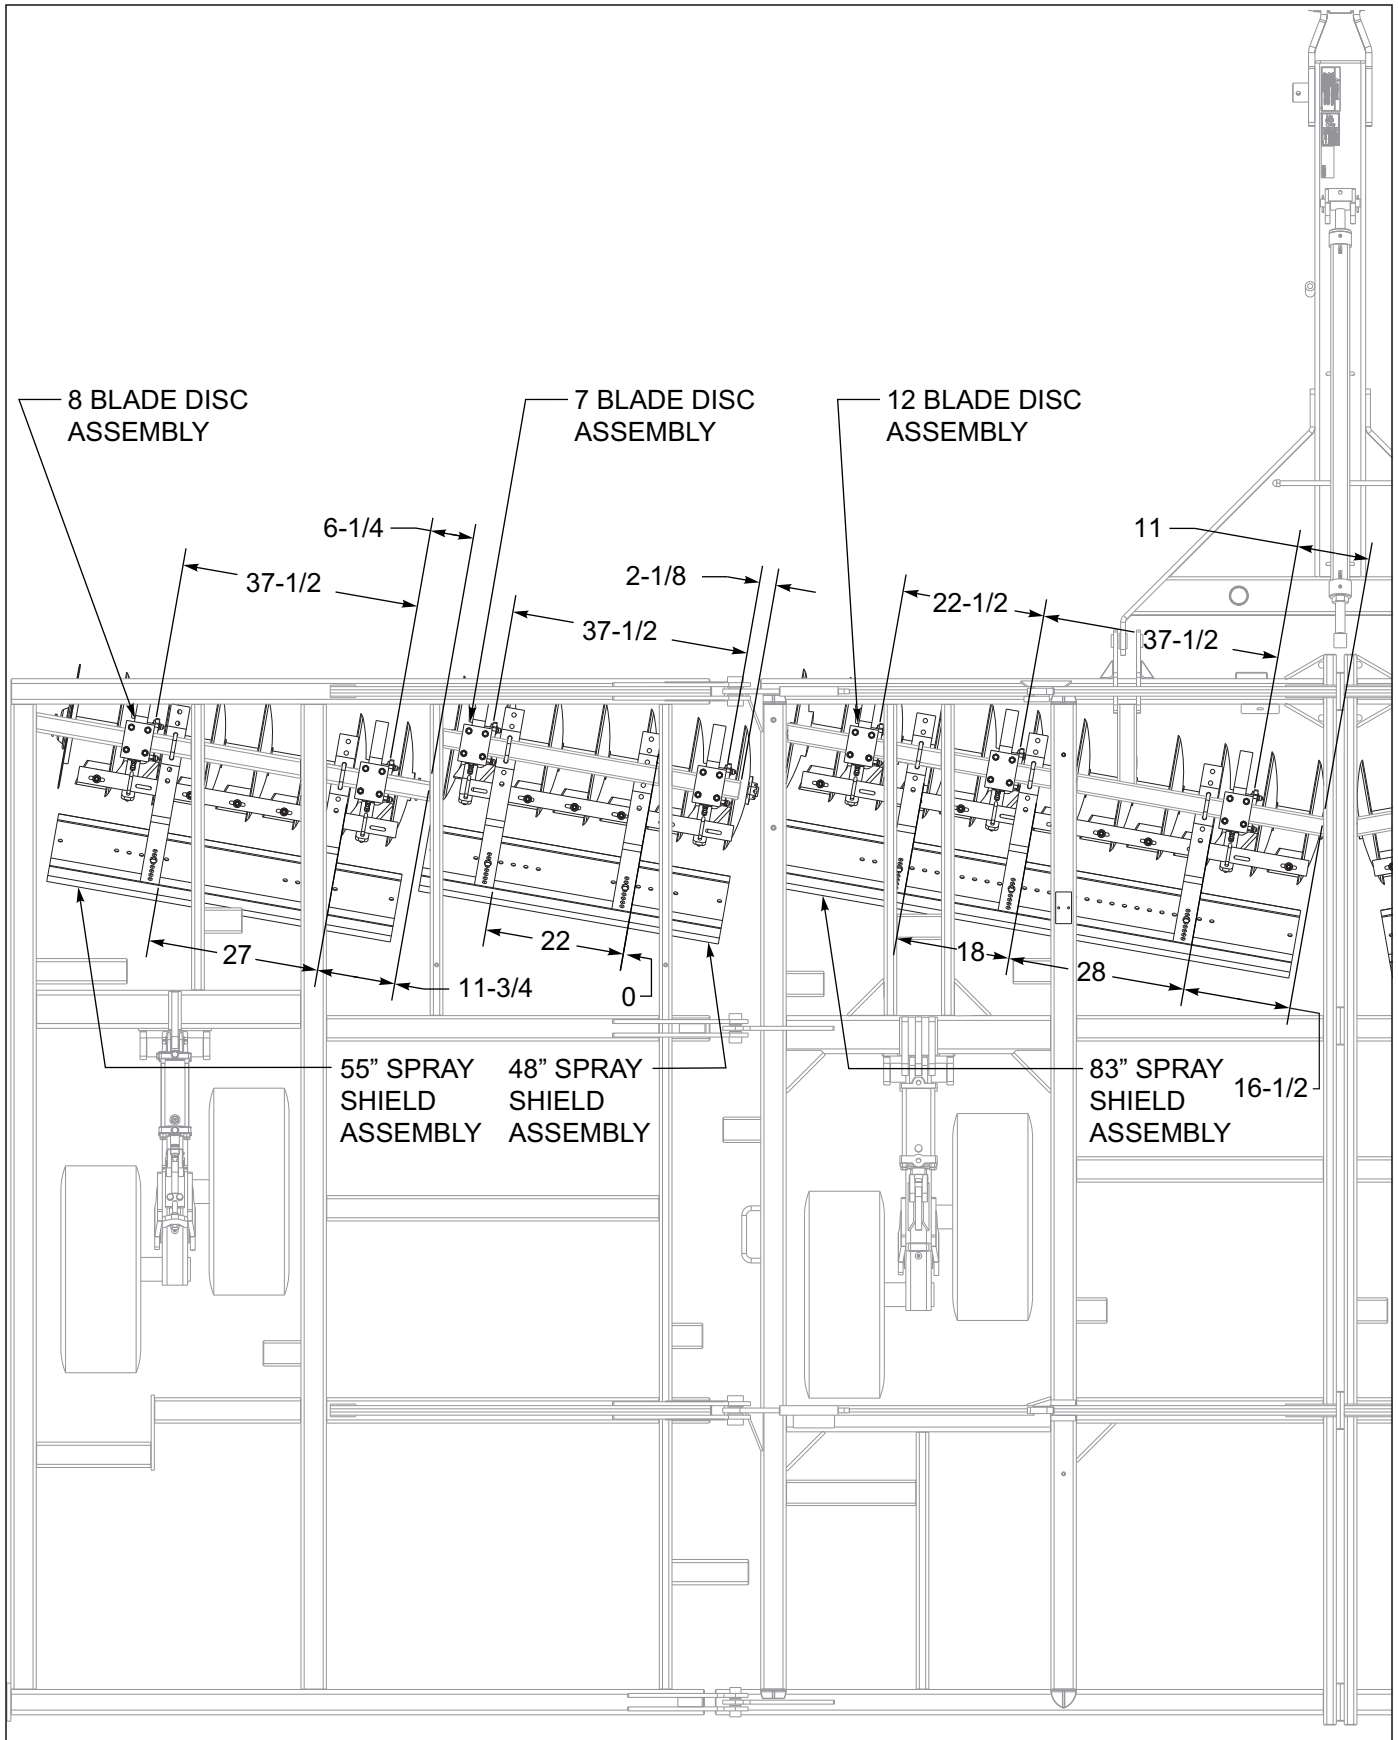 8 BLADE DISC
ASSEMBLY
7 BLADE DISC
ASSEMBLY
12 BLADE DISC
ASSEMBLY
6-1/4
11
37-1/2
2-1/8
22-1/2
37-1/2
37-1/2
27
22
18
28
11-3/4
0
55” SPRAY
SHIELD
ASSEMBLY
48” SPRAY
SHIELD
ASSEMBLY
83” SPRAY
SHIELD
ASSEMBLY
16-1/2